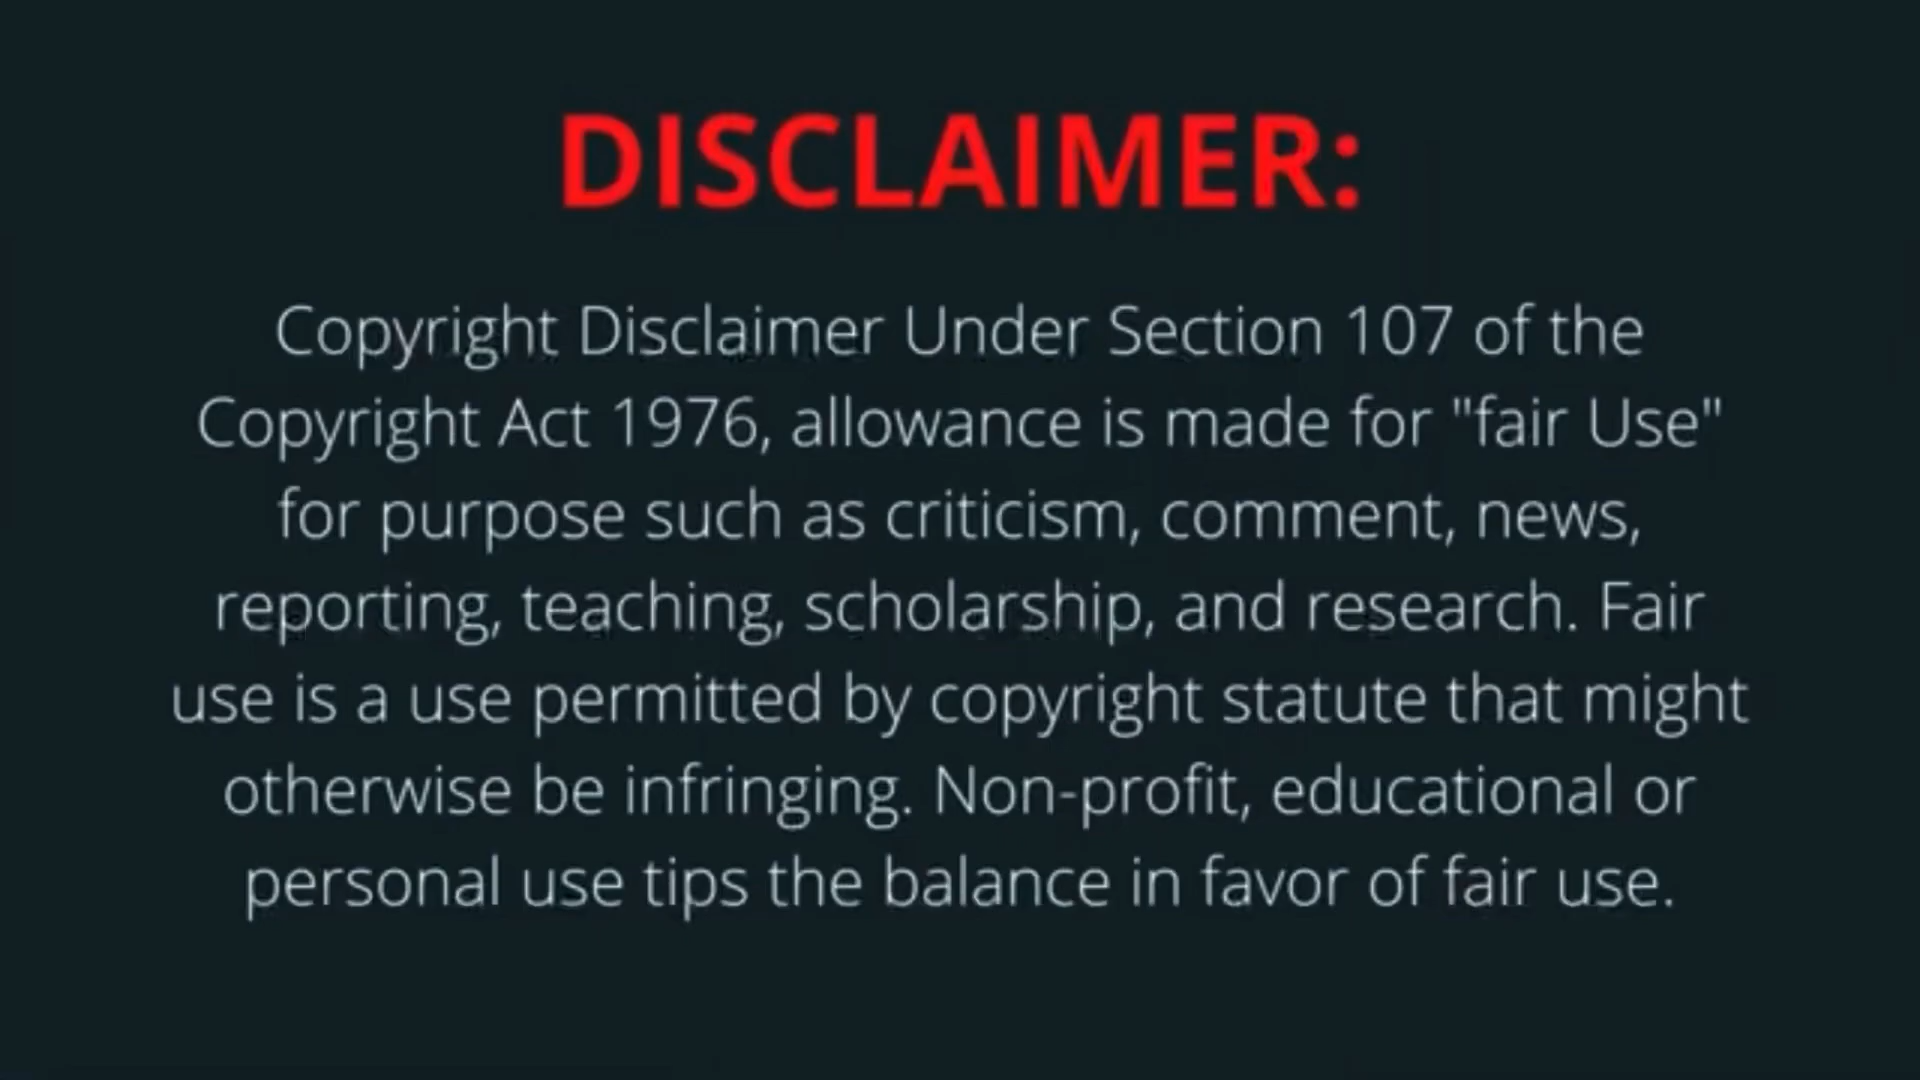 DISCLAIMER:
Copyright Disclaimer Under Section 107 of the
Copyright Act 1976, allowance is made for "fair Use"
for purpose such as criticism, comment, news,
reporting, teaching, scholarship, and research. Fair
use is a use permitted by copyright statute that might
otherwise be infringing. Non-profit, educational or
personal use tips the balance in favor of fair use.